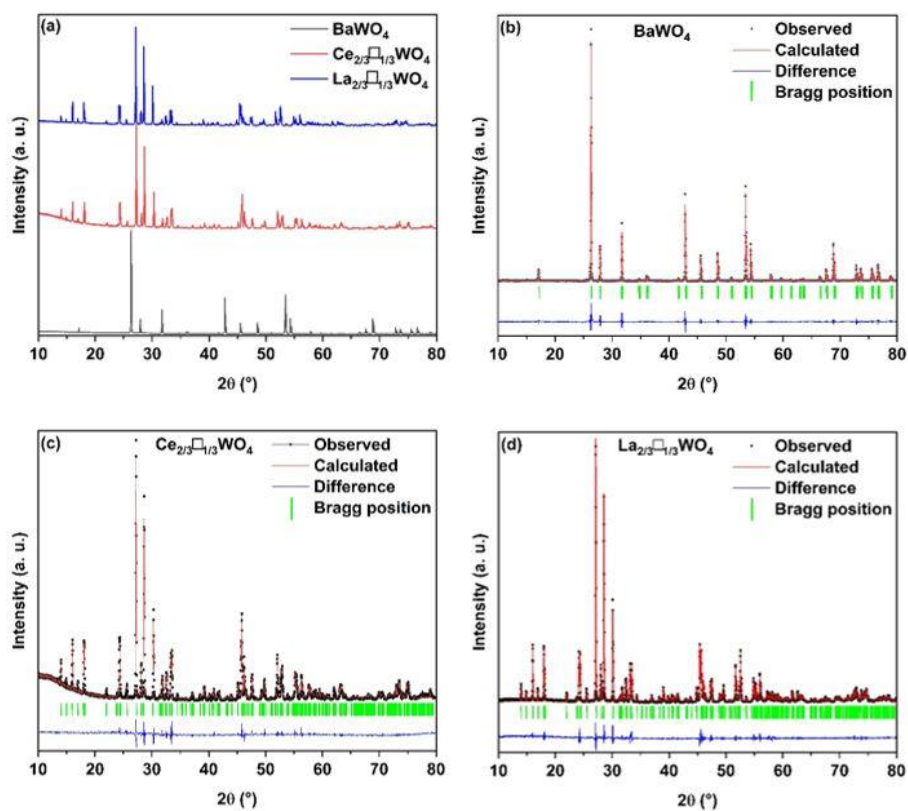 (a)
BaWO₄
Ce₂/₃□₁/₃WO₄
La₂/₃□₁/₃WO₄
Intensity (a. u.)
10 20 30 40 50 60 70 80
2θ (°)
(b)
BaWO₄
Observed
Calculated
Difference
Bragg position
Intensity (a. u.)
10 20 30 40 50 60 70 80
2θ (°)
(c)
Ce₂/₃□₁/₃WO₄
Observed
Calculated
Difference
Bragg position
Intensity (a. u.)
10 20 30 40 50 60 70 80
2θ (°)
(d)
La₂/₃□₁/₃WO₄
Observed
Calculated
Difference
Bragg position
Intensity (a. u.)
10 20 30 40 50 60 70 80
2θ (°)